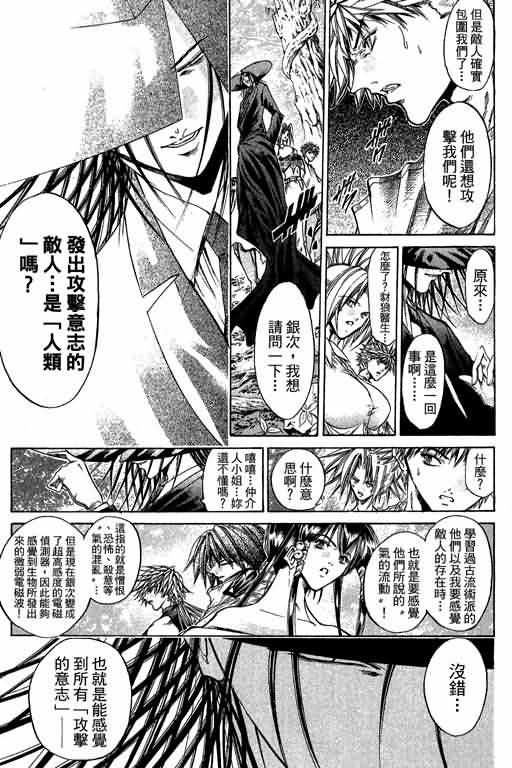 但是敵人確實
包圍我們了…
他們還想攻
擊我們呢！
原來…
是這麼一回
事啊………
怎麼了？豺狼醫生…
銀次，我想
請問一下…
發出攻擊意志的
敵人…是「人類
」嗎？
什麼？
什麼意
思啊？
嘻嘻…仲介
人小姐…妳
還不懂嗎？
學習過古流術派的
他們以及我要感覺
敵人的存在時…
也就是要感覺
他們所說的〝
氣的流動〞！
這指的就是憎恨
、恐怖、殺意等
〝氣的混亂〞。
但是現在銀次變成
了超高感度的電磁
偵測器，因此能夠
感覺到生物所發出
來的微弱電磁波！
沒錯…
也就是能感覺
到所有「攻擊
的意志」——